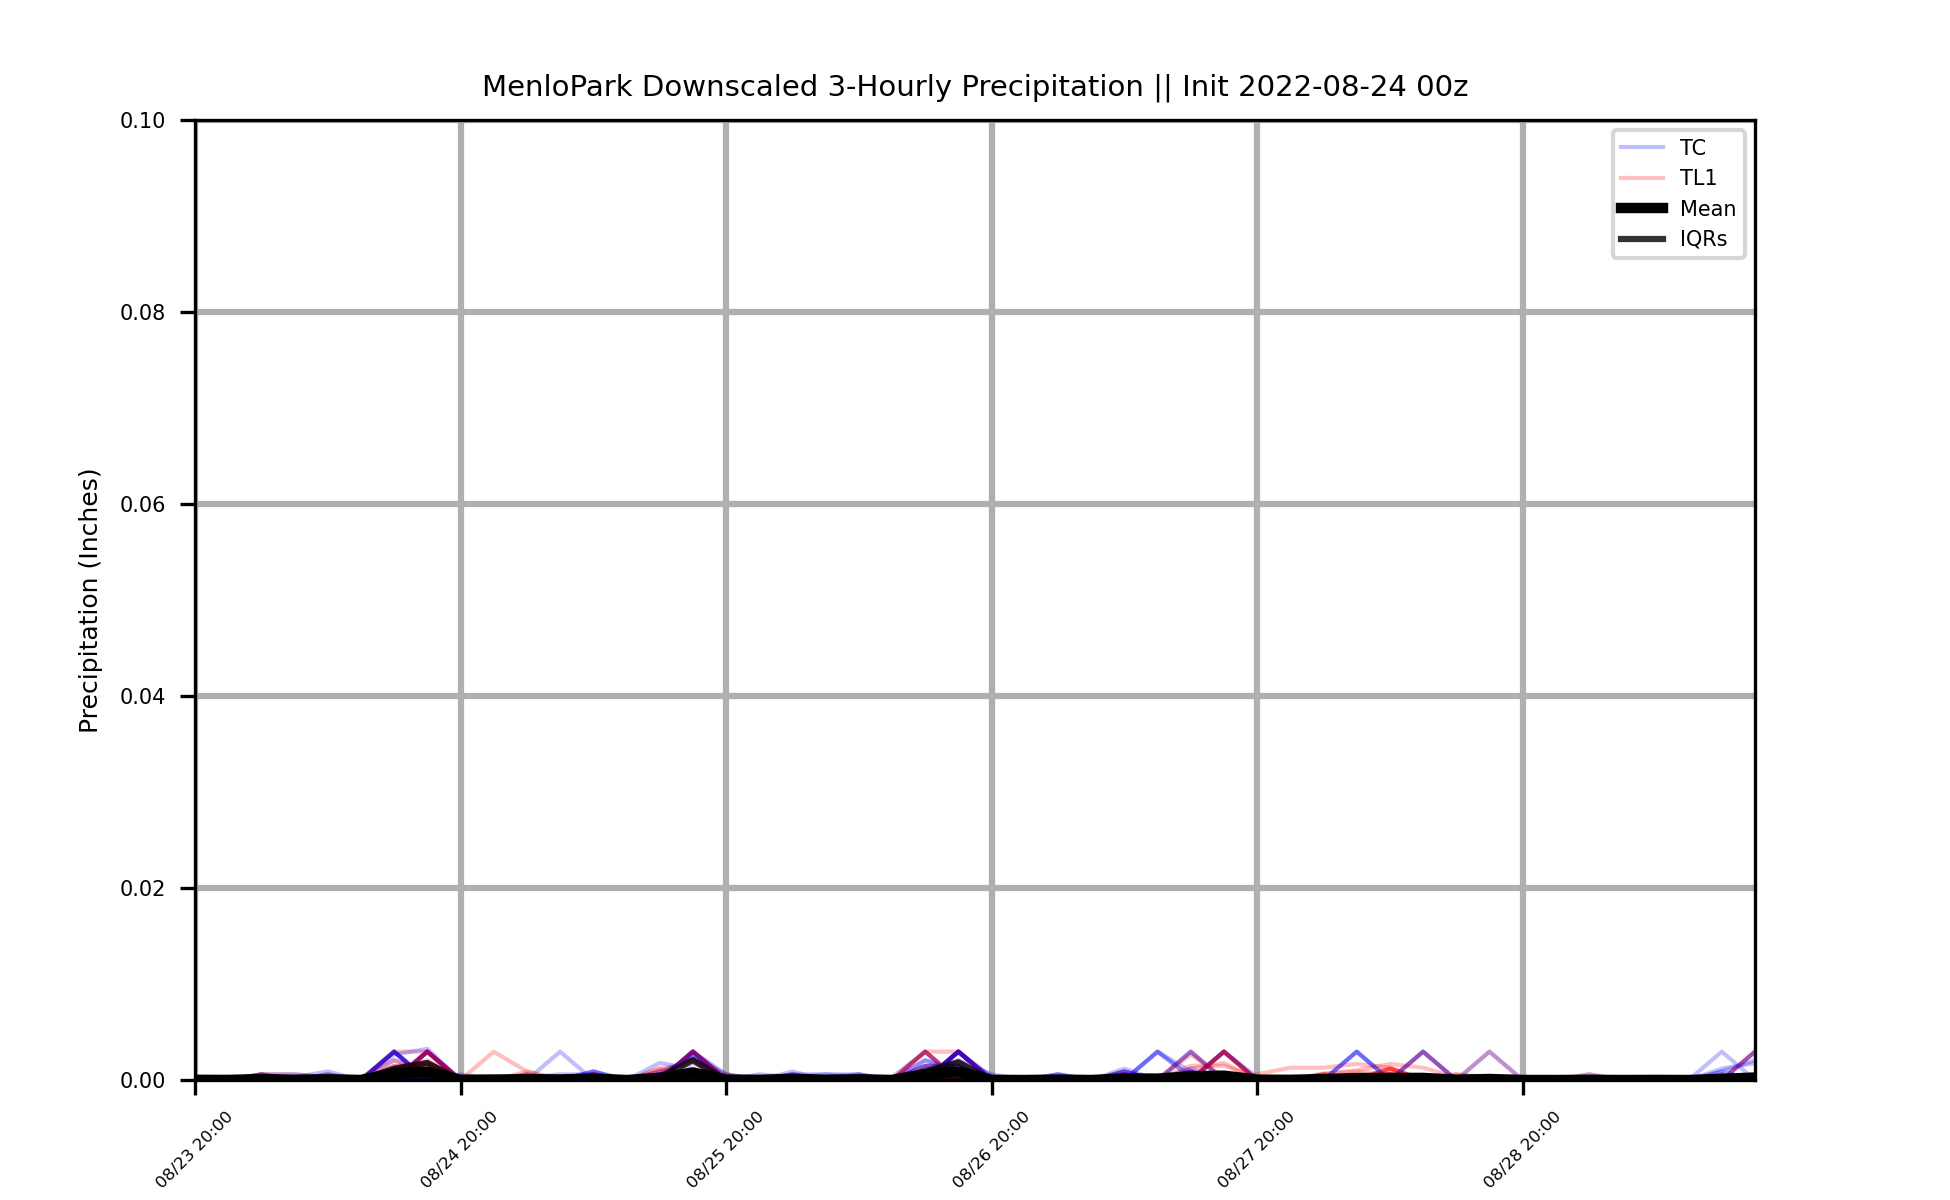 MenloPark Downscaled 3-Hourly Precipitation || Init 2022-08-24 00z
TC
TL1
Mean
IQRs
Precipitation (Inches)
0.10
0.08
0.06
0.04
0.02
0.00
08/23 20:00
08/24 20:00
08/25 20:00
08/26 20:00
08/27 20:00
08/28 20:00